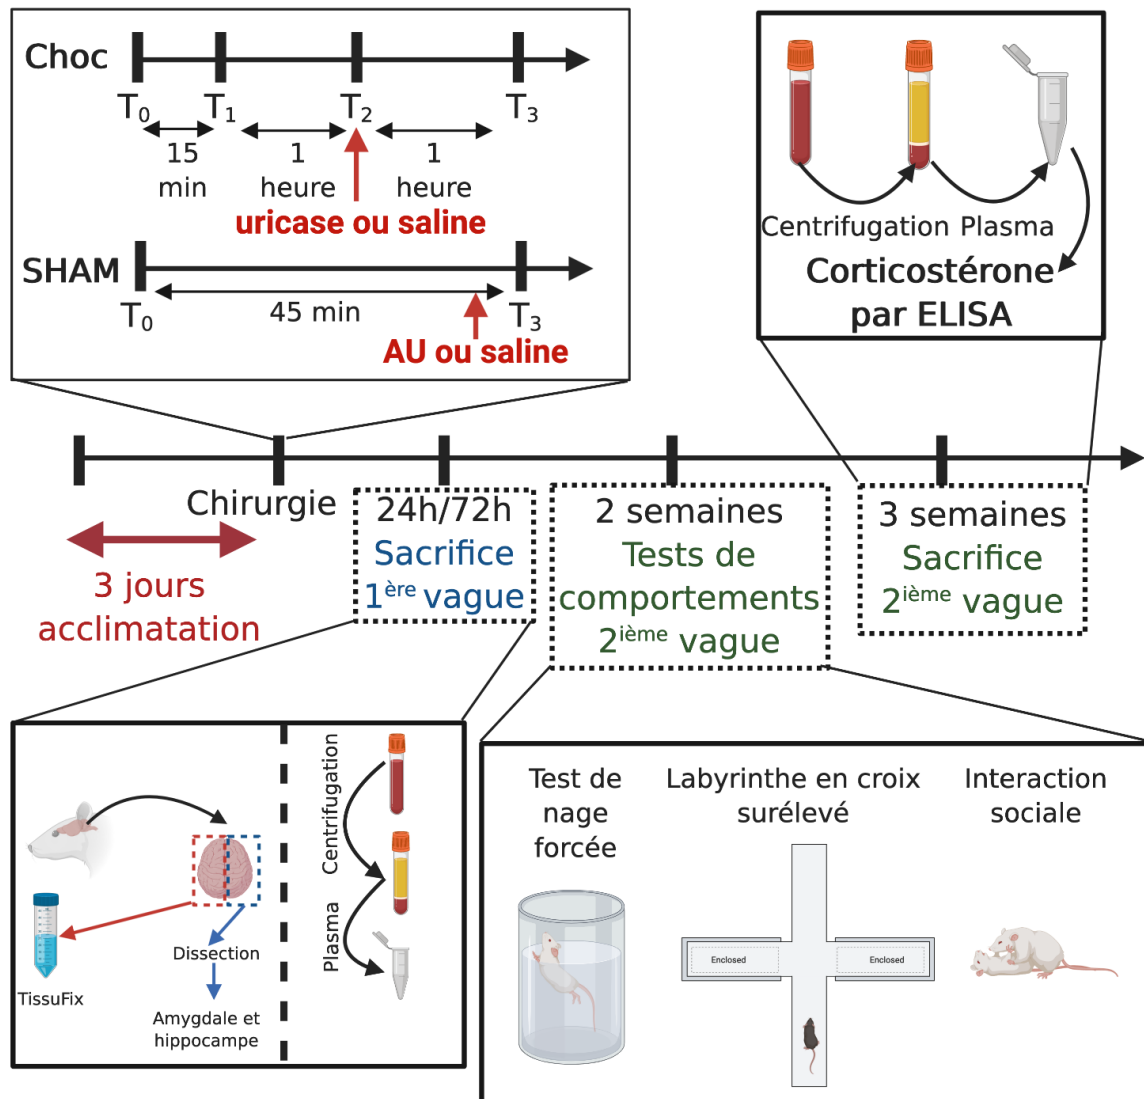 Choc
T₀
T₁
T₂
T₃
15
min
1
heure
1
heure
uricase ou saline
SHAM
45 min
T₀
T₃
AU ou saline
Centrifugation Plasma
Corticostérone
par ELISA
Chirurgie
3 jours
acclimatation
24h/72h
Sacrifice
1ère vague
2 semaines
Tests de
comportements
2ième vague
3 semaines
Sacrifice
2ième vague
TissuFix
Dissection
Amygdale et
hippocampe
Centrifugation
Plasma
Test de
nage
forcée
Labyrinthe en croix
surélevé
Interaction
sociale
Enclosed
Enclosed